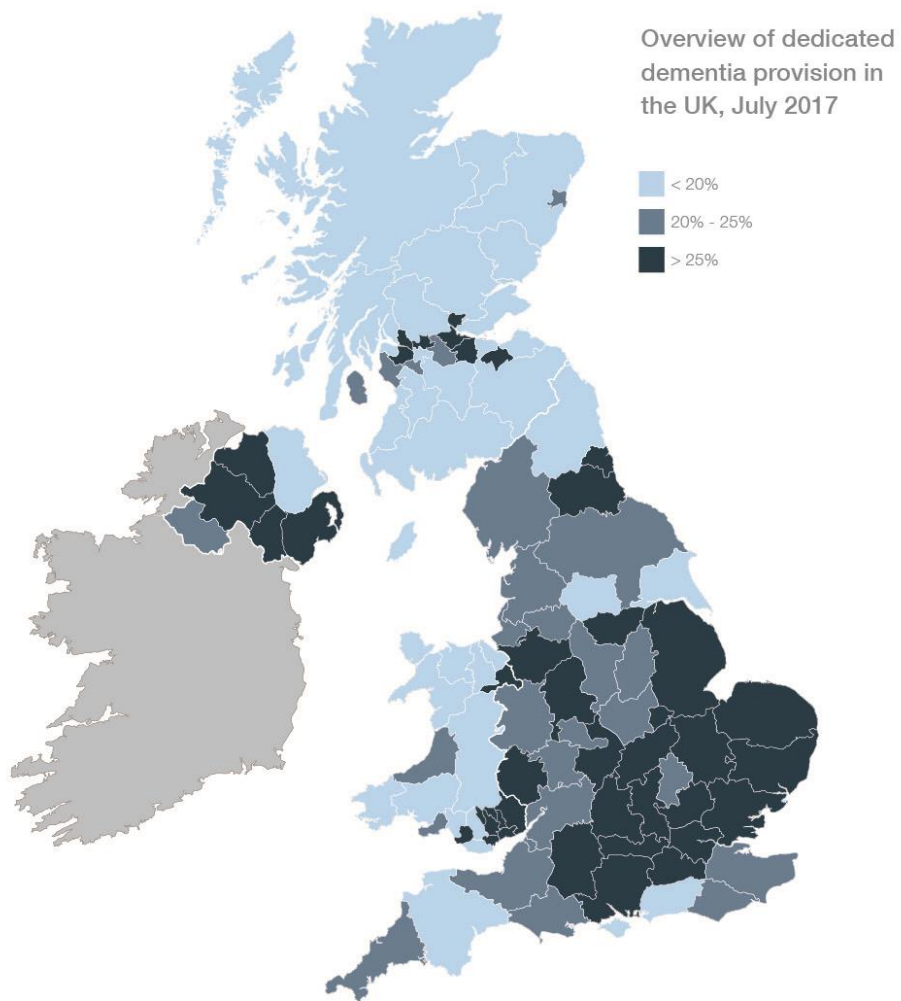 Overview of dedicated
dementia provision in
the UK, July 2017
< 20%
20% - 25%
> 25%